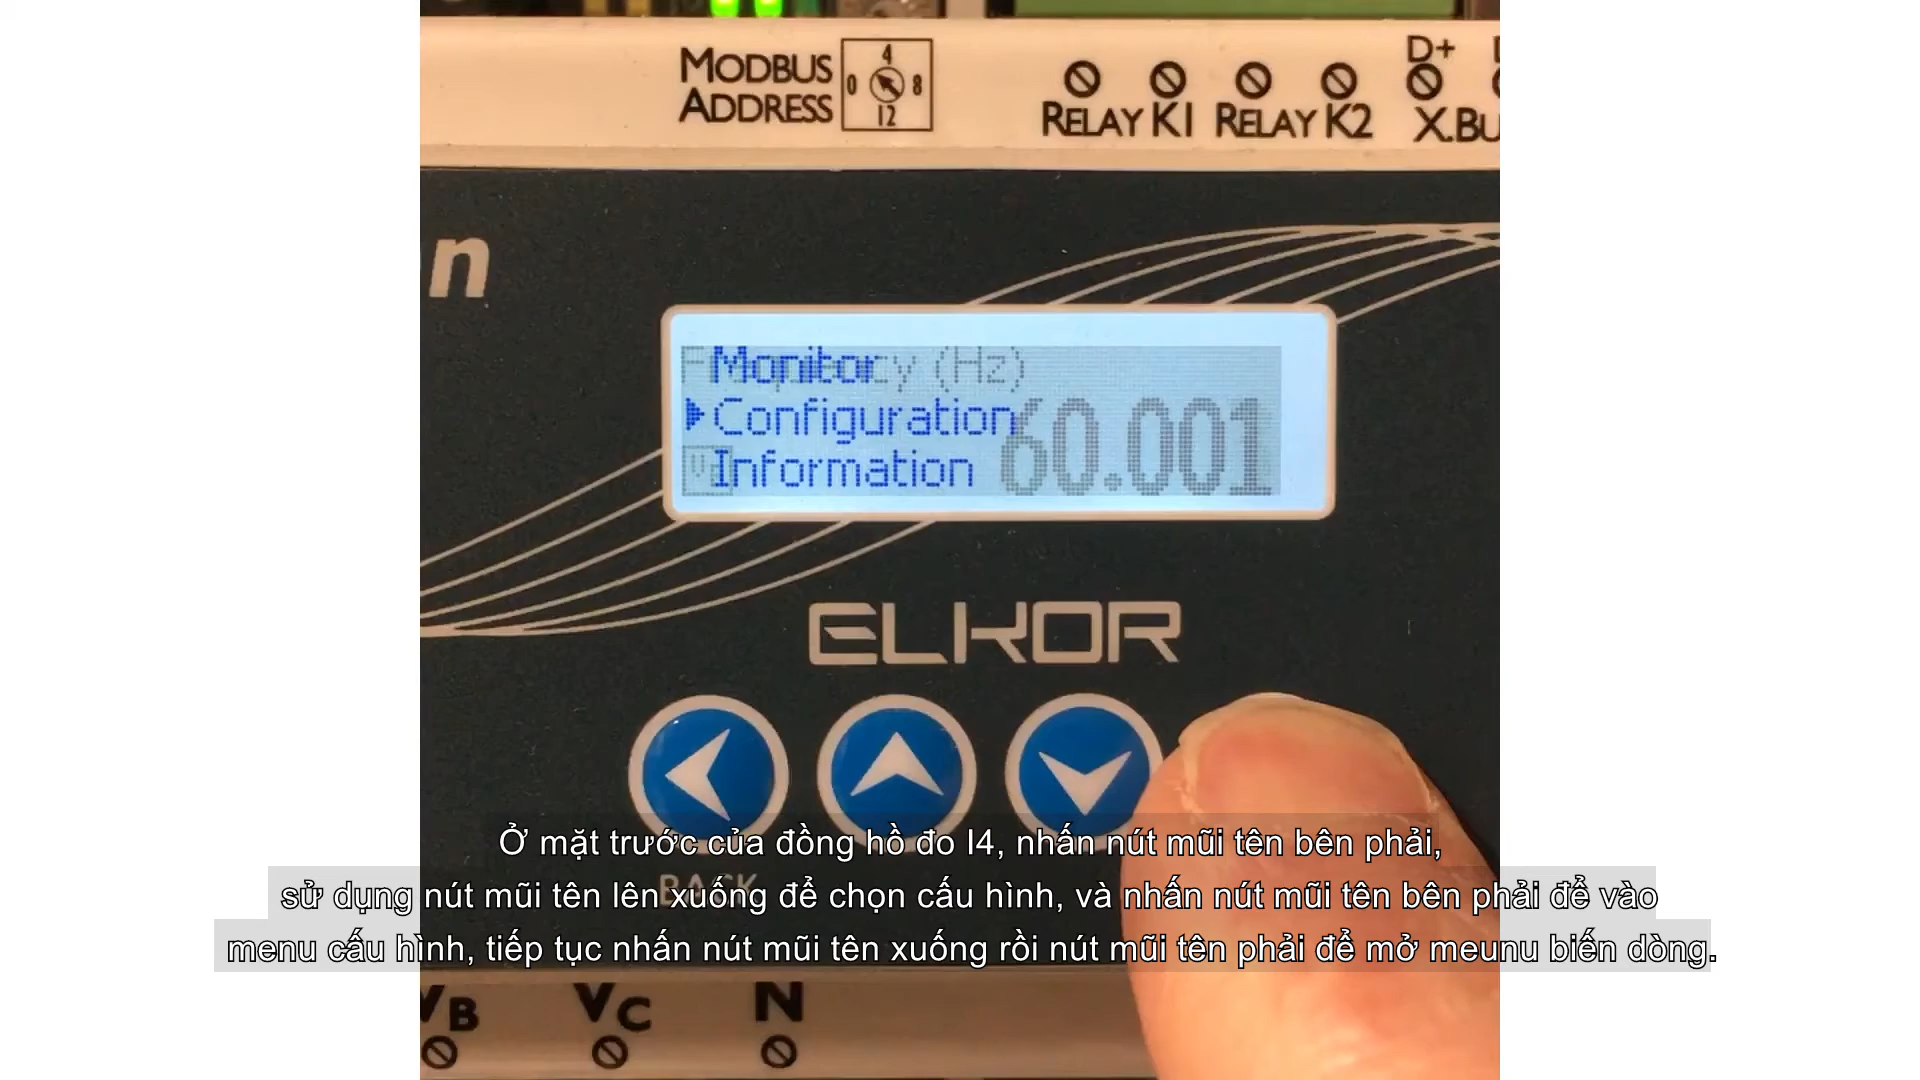 MODBUS
ADDRESS
4
0
8
12
RELAY K1
RELAY K2
D+
X.BU
n
Monitor
cy (Hz)
Configuration
Information
60.001
ELKOR
BACK
Ở mặt trước của đồng hồ đo I4, nhấn nút mũi tên bên phải,
sử dụng nút mũi tên lên xuống để chọn cấu hình, và nhấn nút mũi tên bên phải để vào
menu cấu hình, tiếp tục nhấn nút mũi tên xuống rồi nút mũi tên phải để mở meunu biến dòng.
VB
VC
N